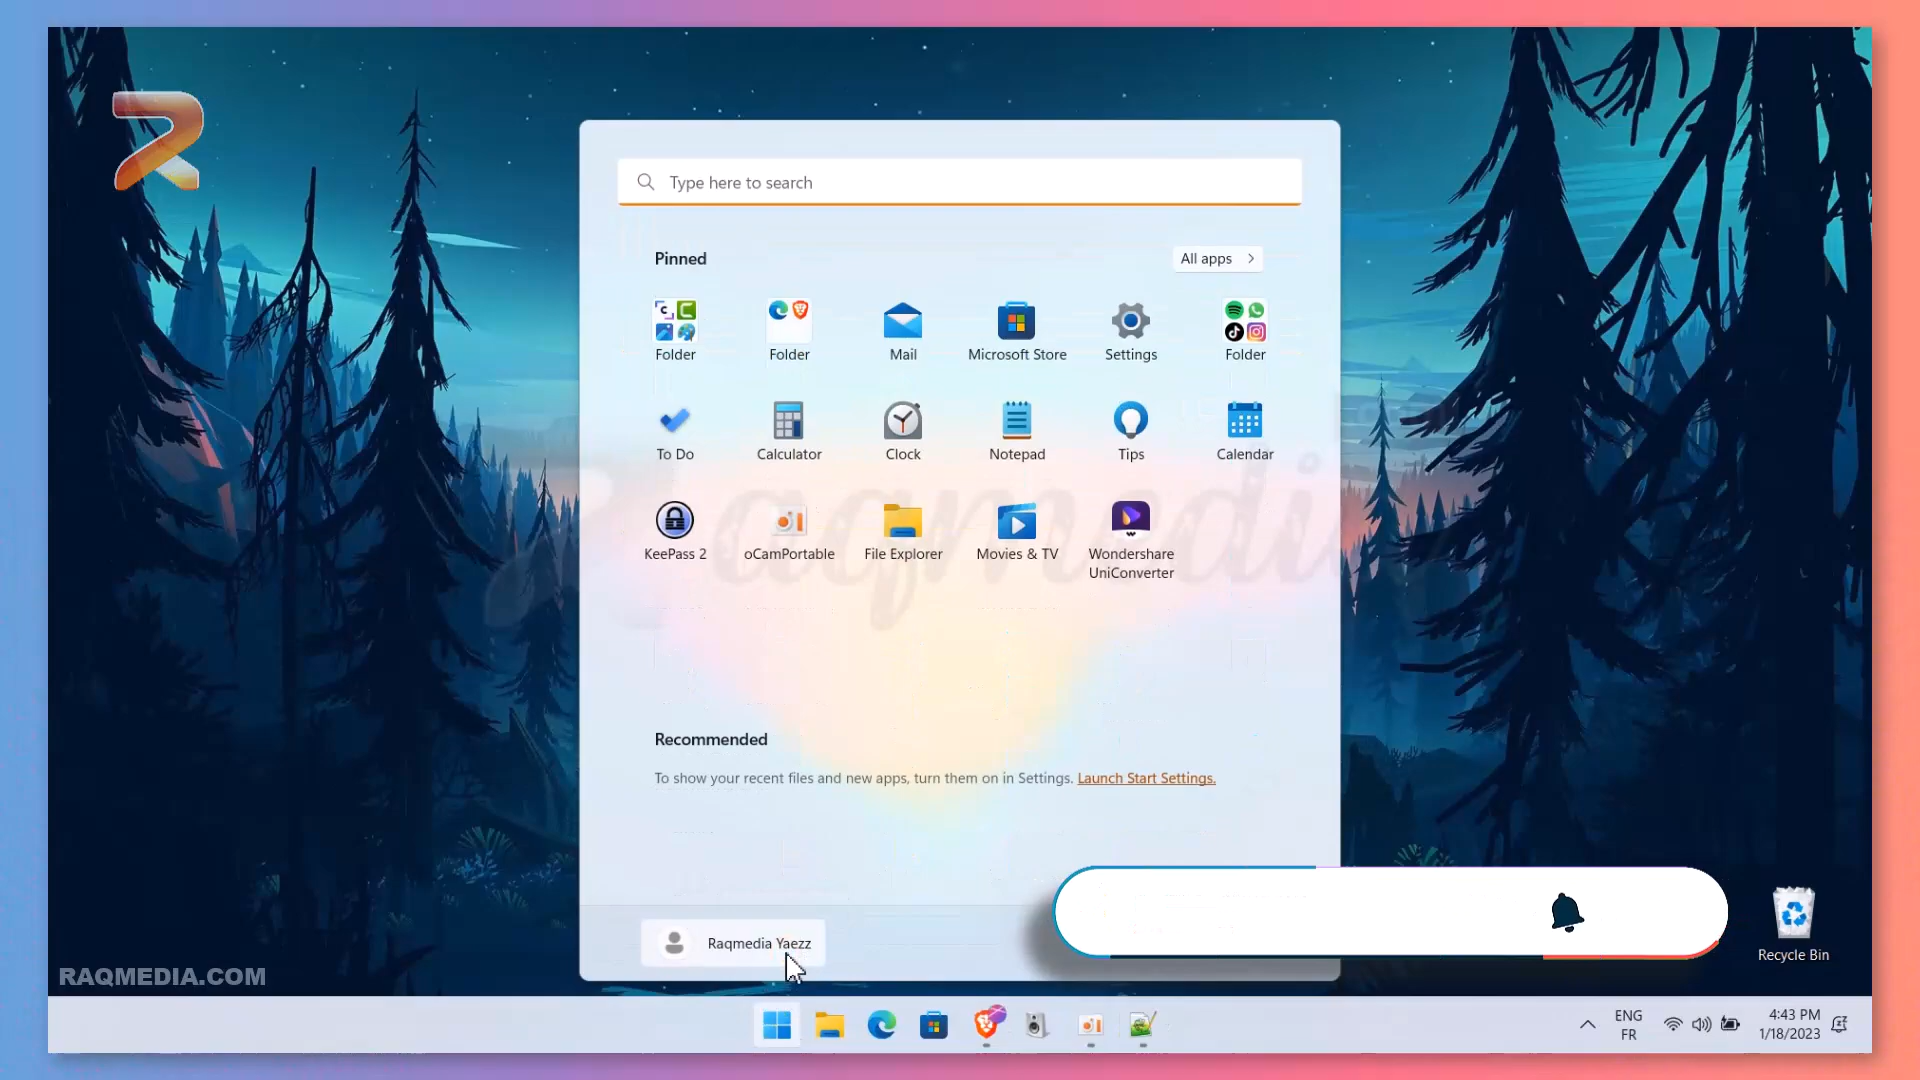 Type here to search
Pinned
All apps
Folder
Folder
Mail
Microsoft Store
Settings
Folder
To Do
Calculator
Clock
Notepad
Tips
Calendar
KeePass 2
oCamPortable
File Explorer
Movies & TV
Wondershare
UniConverter
Raqmedia
Recommended
To show your recent files and new apps, turn them on in Settings. Launch Start Settings.
Raqmedia Yaezz
Recycle Bin
RAQMEDIA.COM
ENG
FR
4:43 PM
1/18/2023